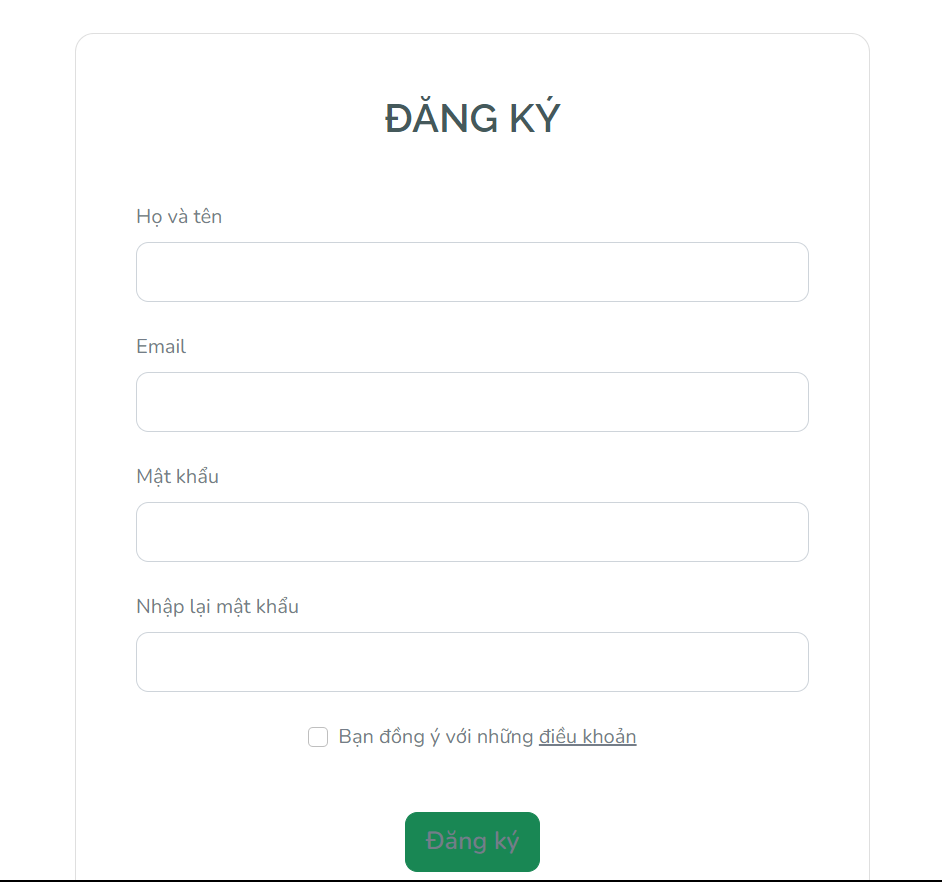 ĐĂNG KÝ
Họ và tên
Email
Mật khẩu
Nhập lại mật khẩu
Bạn đồng ý với những điều khoản
Đăng ký